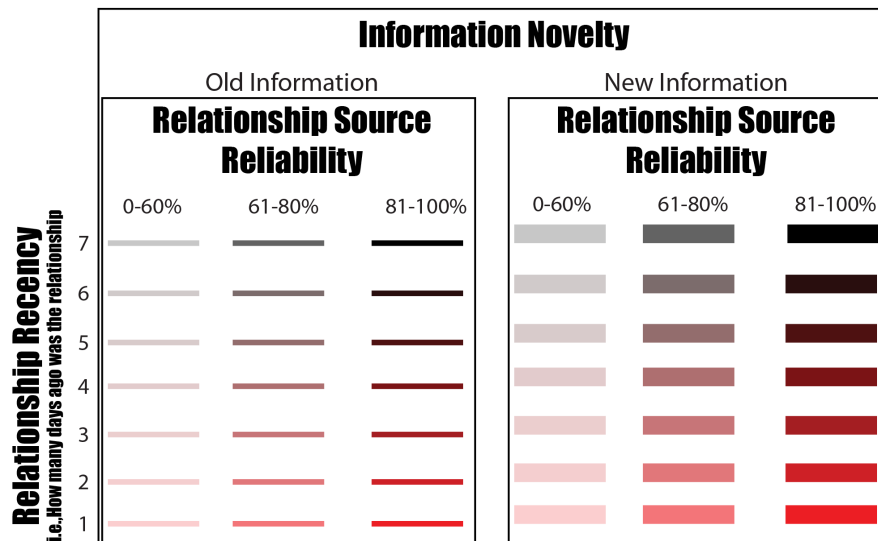 Information Novelty
Old Information
New Information
Relationship Source
Reliability
Relationship Source
Reliability
0-60% 61-80% 81-100%
0-60% 61-80% 81-100%
Relationship Recency
i.e.,How many days ago was the relationship
7
6
5
4
3
2
1